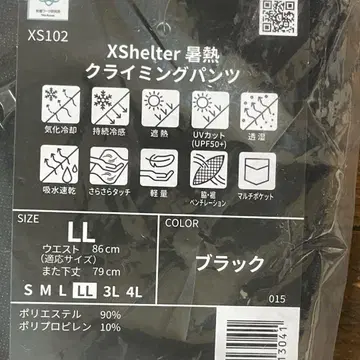 XS102
XShelter 暑熱
クライミングパンツ
気化冷却
持続冷感
遮熱
UVカット
(UPF50+)
透湿
吸水速乾
さらさらタッチ
軽量
脇・裾
ベンチレーション
マルチポケット
SIZE
LL
ウエスト 86cm
(適応サイズ)
また下丈 79cm
S M L LL 3L 4L
COLOR
ブラック
015
ポリエステル 90%
ポリプロピレン 10%
13041